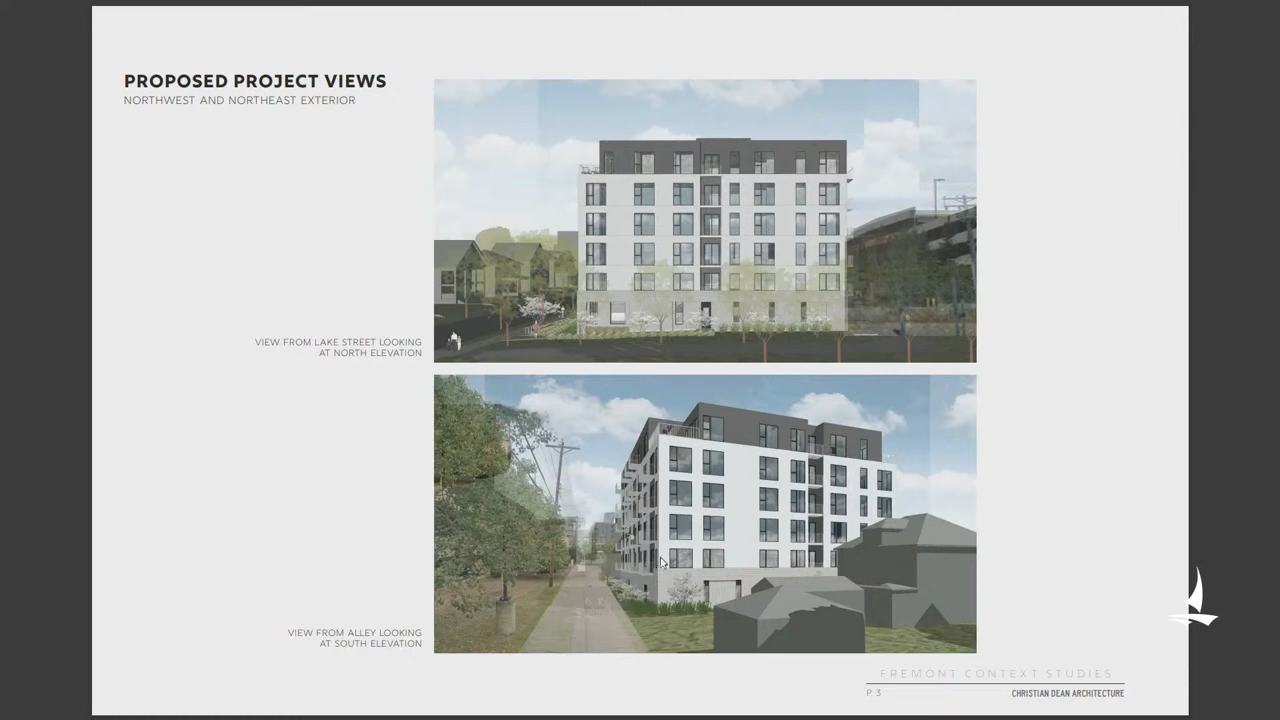 PROPOSED PROJECT VIEWS
NORTHWEST AND NORTHEAST EXTERIOR
VIEW FROM LAKE STREET LOOKING
AT NORTH ELEVATION
VIEW FROM ALLEY LOOKING
AT SOUTH ELEVATION
FREMONT CONTEXT STUDIES
P 3
CHRISTIAN DEAN ARCHITECTURE